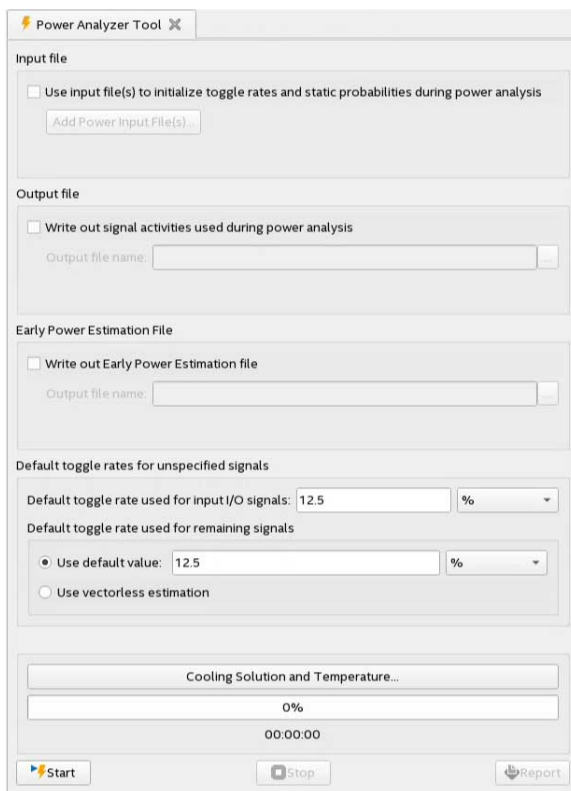 Power Analyzer Tool
Input file
Use input file(s) to initialize toggle rates and static probabilities during power analysis
Add Power Input File(s)...
Output file
Write out signal activities used during power analysis
Output file name: ...
Early Power Estimation File
Write out Early Power Estimation file
Output file name: ...
Default toggle rates for unspecified signals
Default toggle rate used for input I/O signals: 12.5 %
Default toggle rate used for remaining signals
Use default value: 12.5 %
Use vectorless estimation
Cooling Solution and Temperature...
0%
00:00:00
Start Stop Report